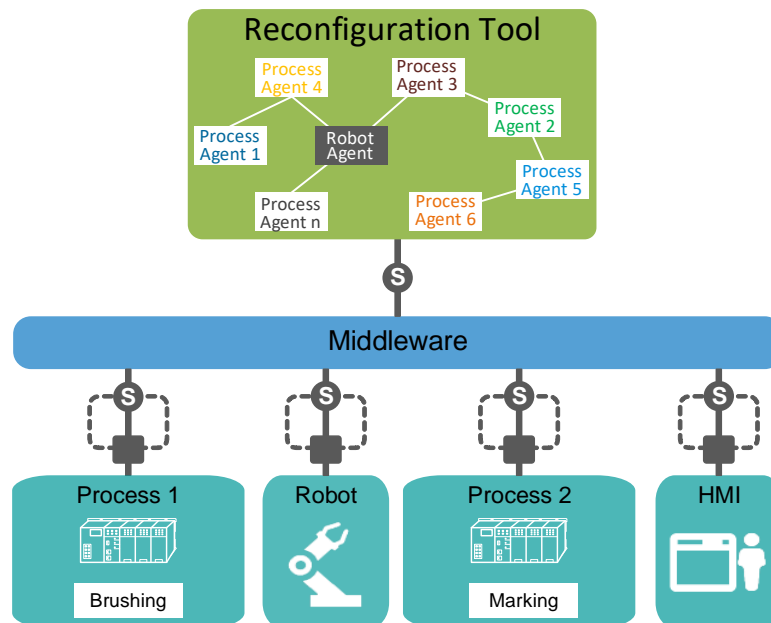 Reconfiguration Tool
Process
Agent 4
Process
Agent 3
Process
Agent 2
Process
Agent 1
Robot
Agent
Process
Agent 5
Process
Agent n
Process
Agent 6
S
Middleware
S
S
S
S
Process 1
Robot
Process 2
HMI
Brushing
Marking